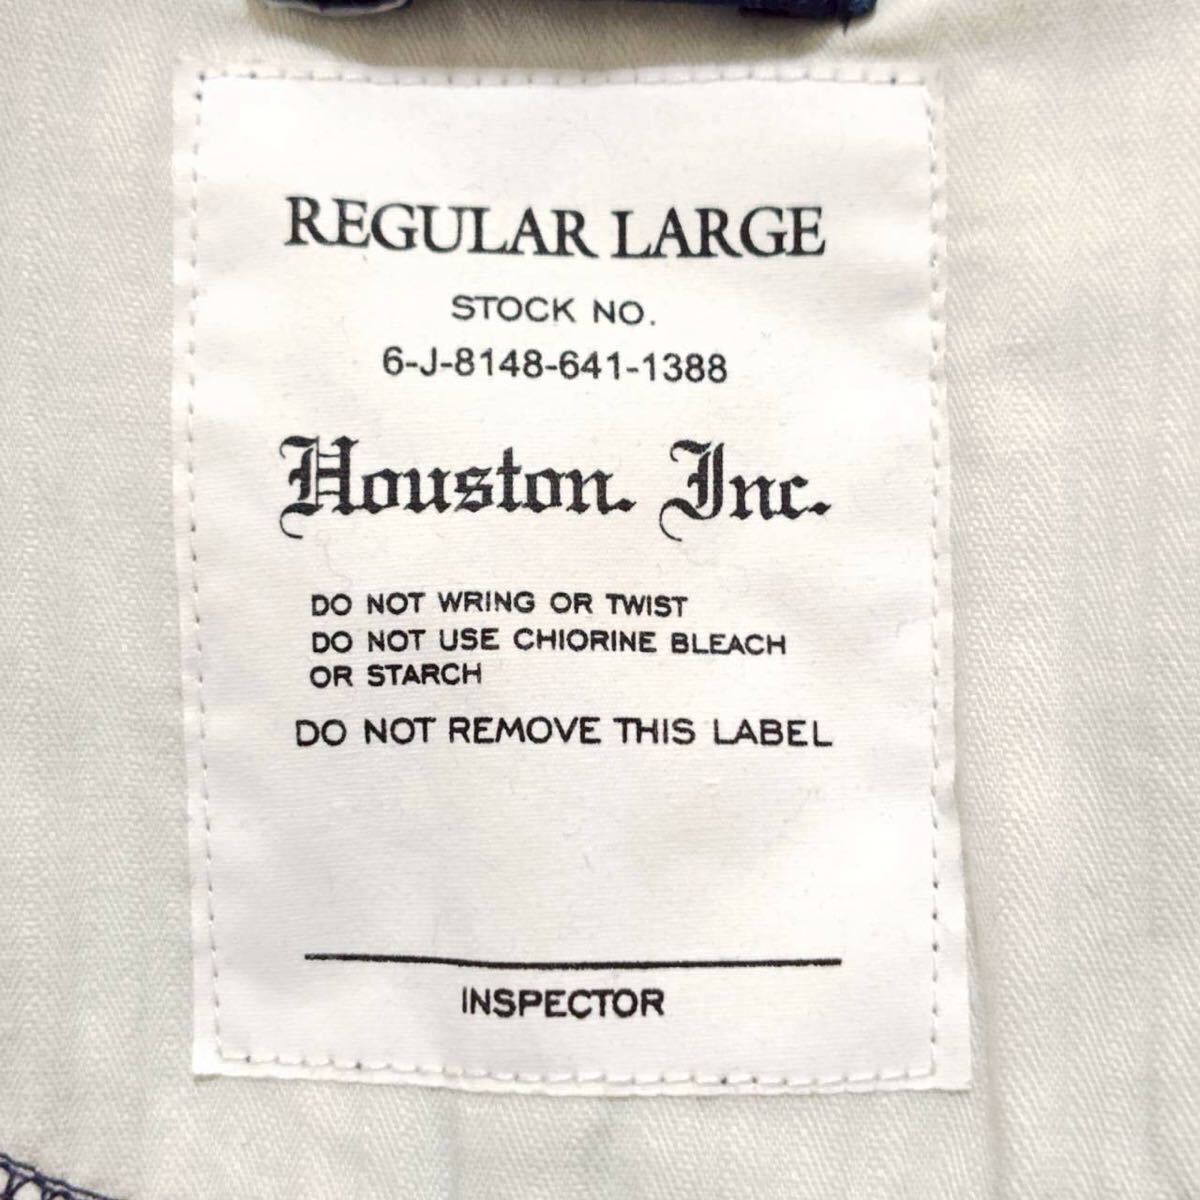 REGULAR LARGE
STOCK NO.
6-J-8148-641-1388
Houston. Inc.
DO NOT WRING OR TWIST
DO NOT USE CHIORINE BLEACH
OR STARCH
DO NOT REMOVE THIS LABEL
INSPECTOR